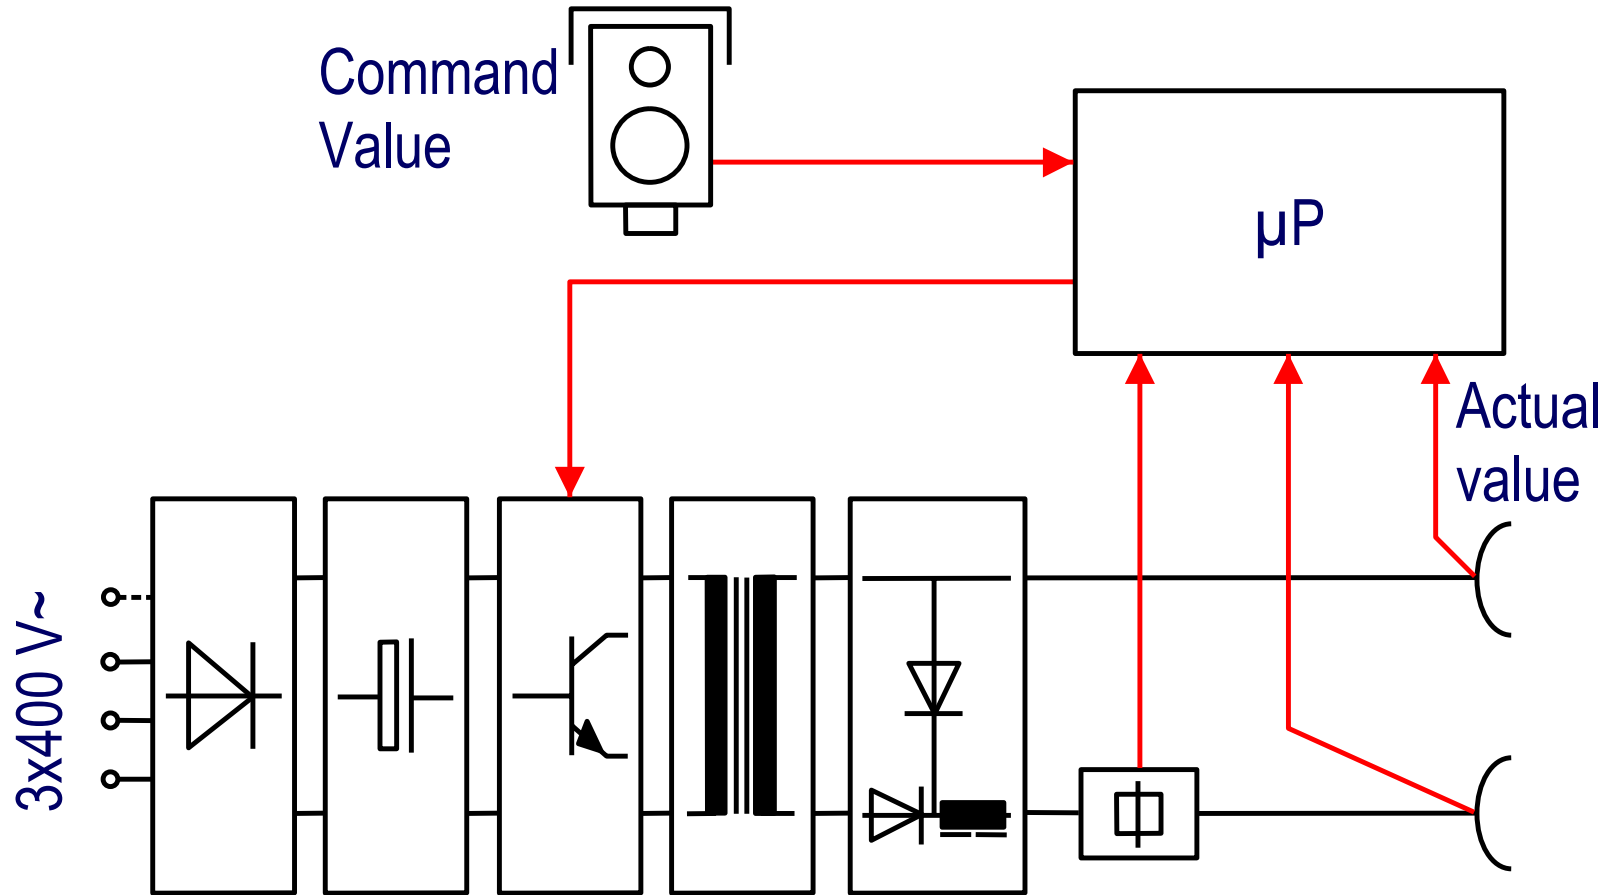 Command
Value
µP
Actual
value
3x400 V~